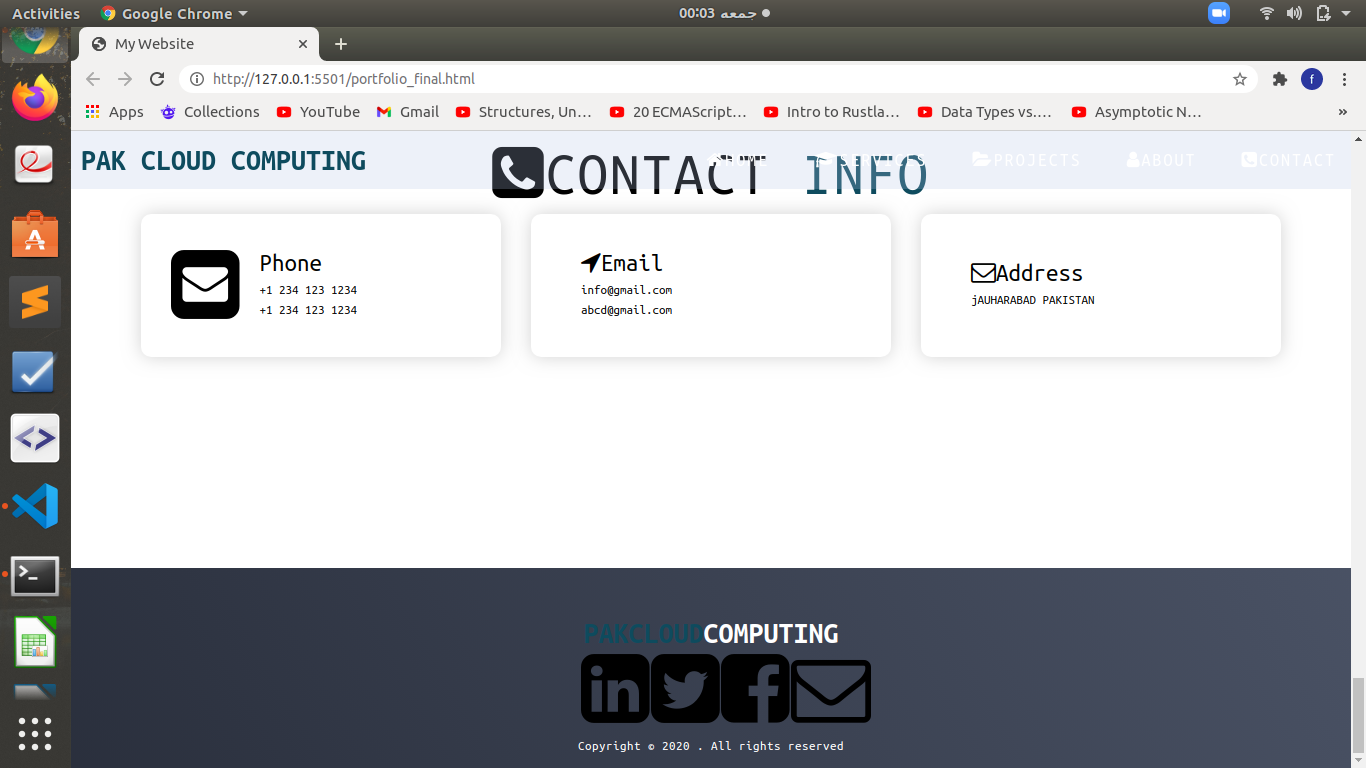 Activities Google Chrome 00:03 جمعه
My Website
http://127.0.0.1:5501/portfolio_final.html f
Apps Collections YouTube Gmail Structures, Un… 20 ECMAScript… Intro to Rustla… Data Types vs.… Asymptotic N… »
PAK CLOUD COMPUTING HOME SERVICES PROJECTS ABOUT CONTACT
CONTACT INFO
Phone
+1 234 123 1234
+1 234 123 1234
Email
info@gmail.com
abcd@gmail.com
Address
jAUHARABAD PAKISTAN
PAKCLOUDCOMPUTING
Copyright © 2020 . All rights reserved